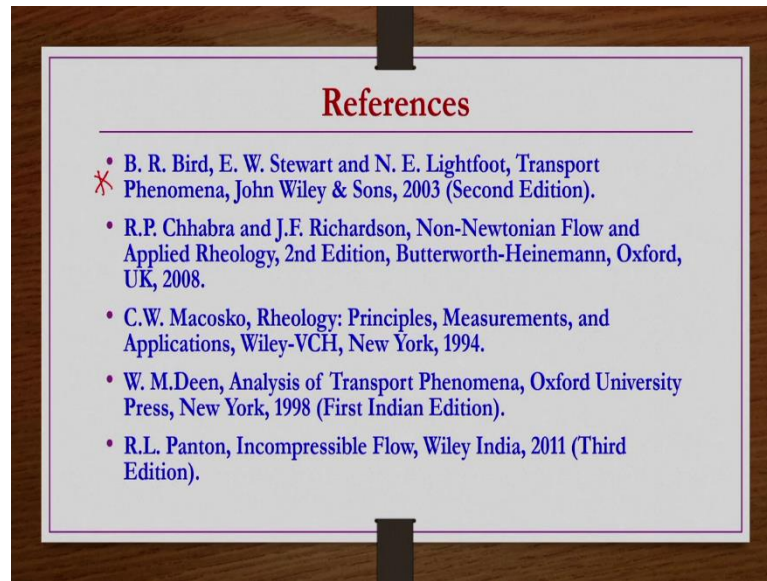 References
• B. R. Bird, E. W. Stewart and N. E. Lightfoot, Transport
Phenomena, John Wiley & Sons, 2003 (Second Edition).
• R.P. Chhabra and J.F. Richardson, Non-Newtonian Flow and
Applied Rheology, 2nd Edition, Butterworth-Heinemann, Oxford,
UK, 2008.
• C.W. Macosko, Rheology: Principles, Measurements, and
Applications, Wiley-VCH, New York, 1994.
• W. M.Deen, Analysis of Transport Phenomena, Oxford University
Press, New York, 1998 (First Indian Edition).
• R.L. Panton, Incompressible Flow, Wiley India, 2011 (Third
Edition).